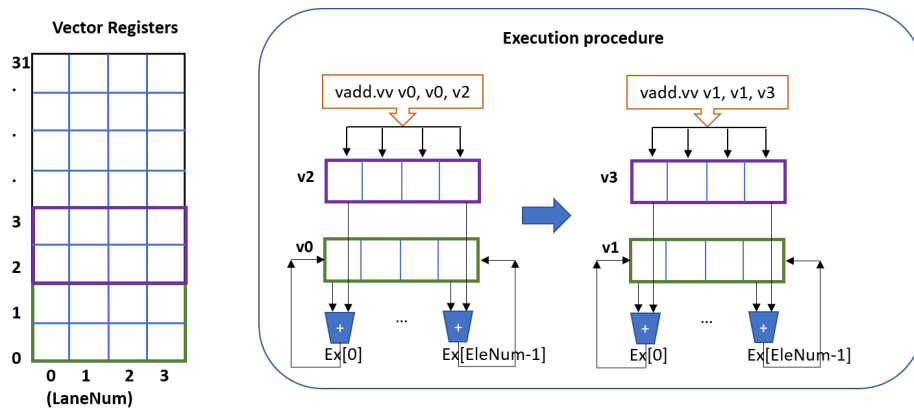 Vector Registers
31
.
.
.
3
2
1
0
0 1 2 3
(LaneNum)
Execution procedure
vadd.vv v0, v0, v2
v2
v0
+
...
+
Ex[0]
Ex[EleNum-1]
vadd.vv v1, v1, v3
v3
v1
+
...
+
Ex[0]
Ex[EleNum-1]